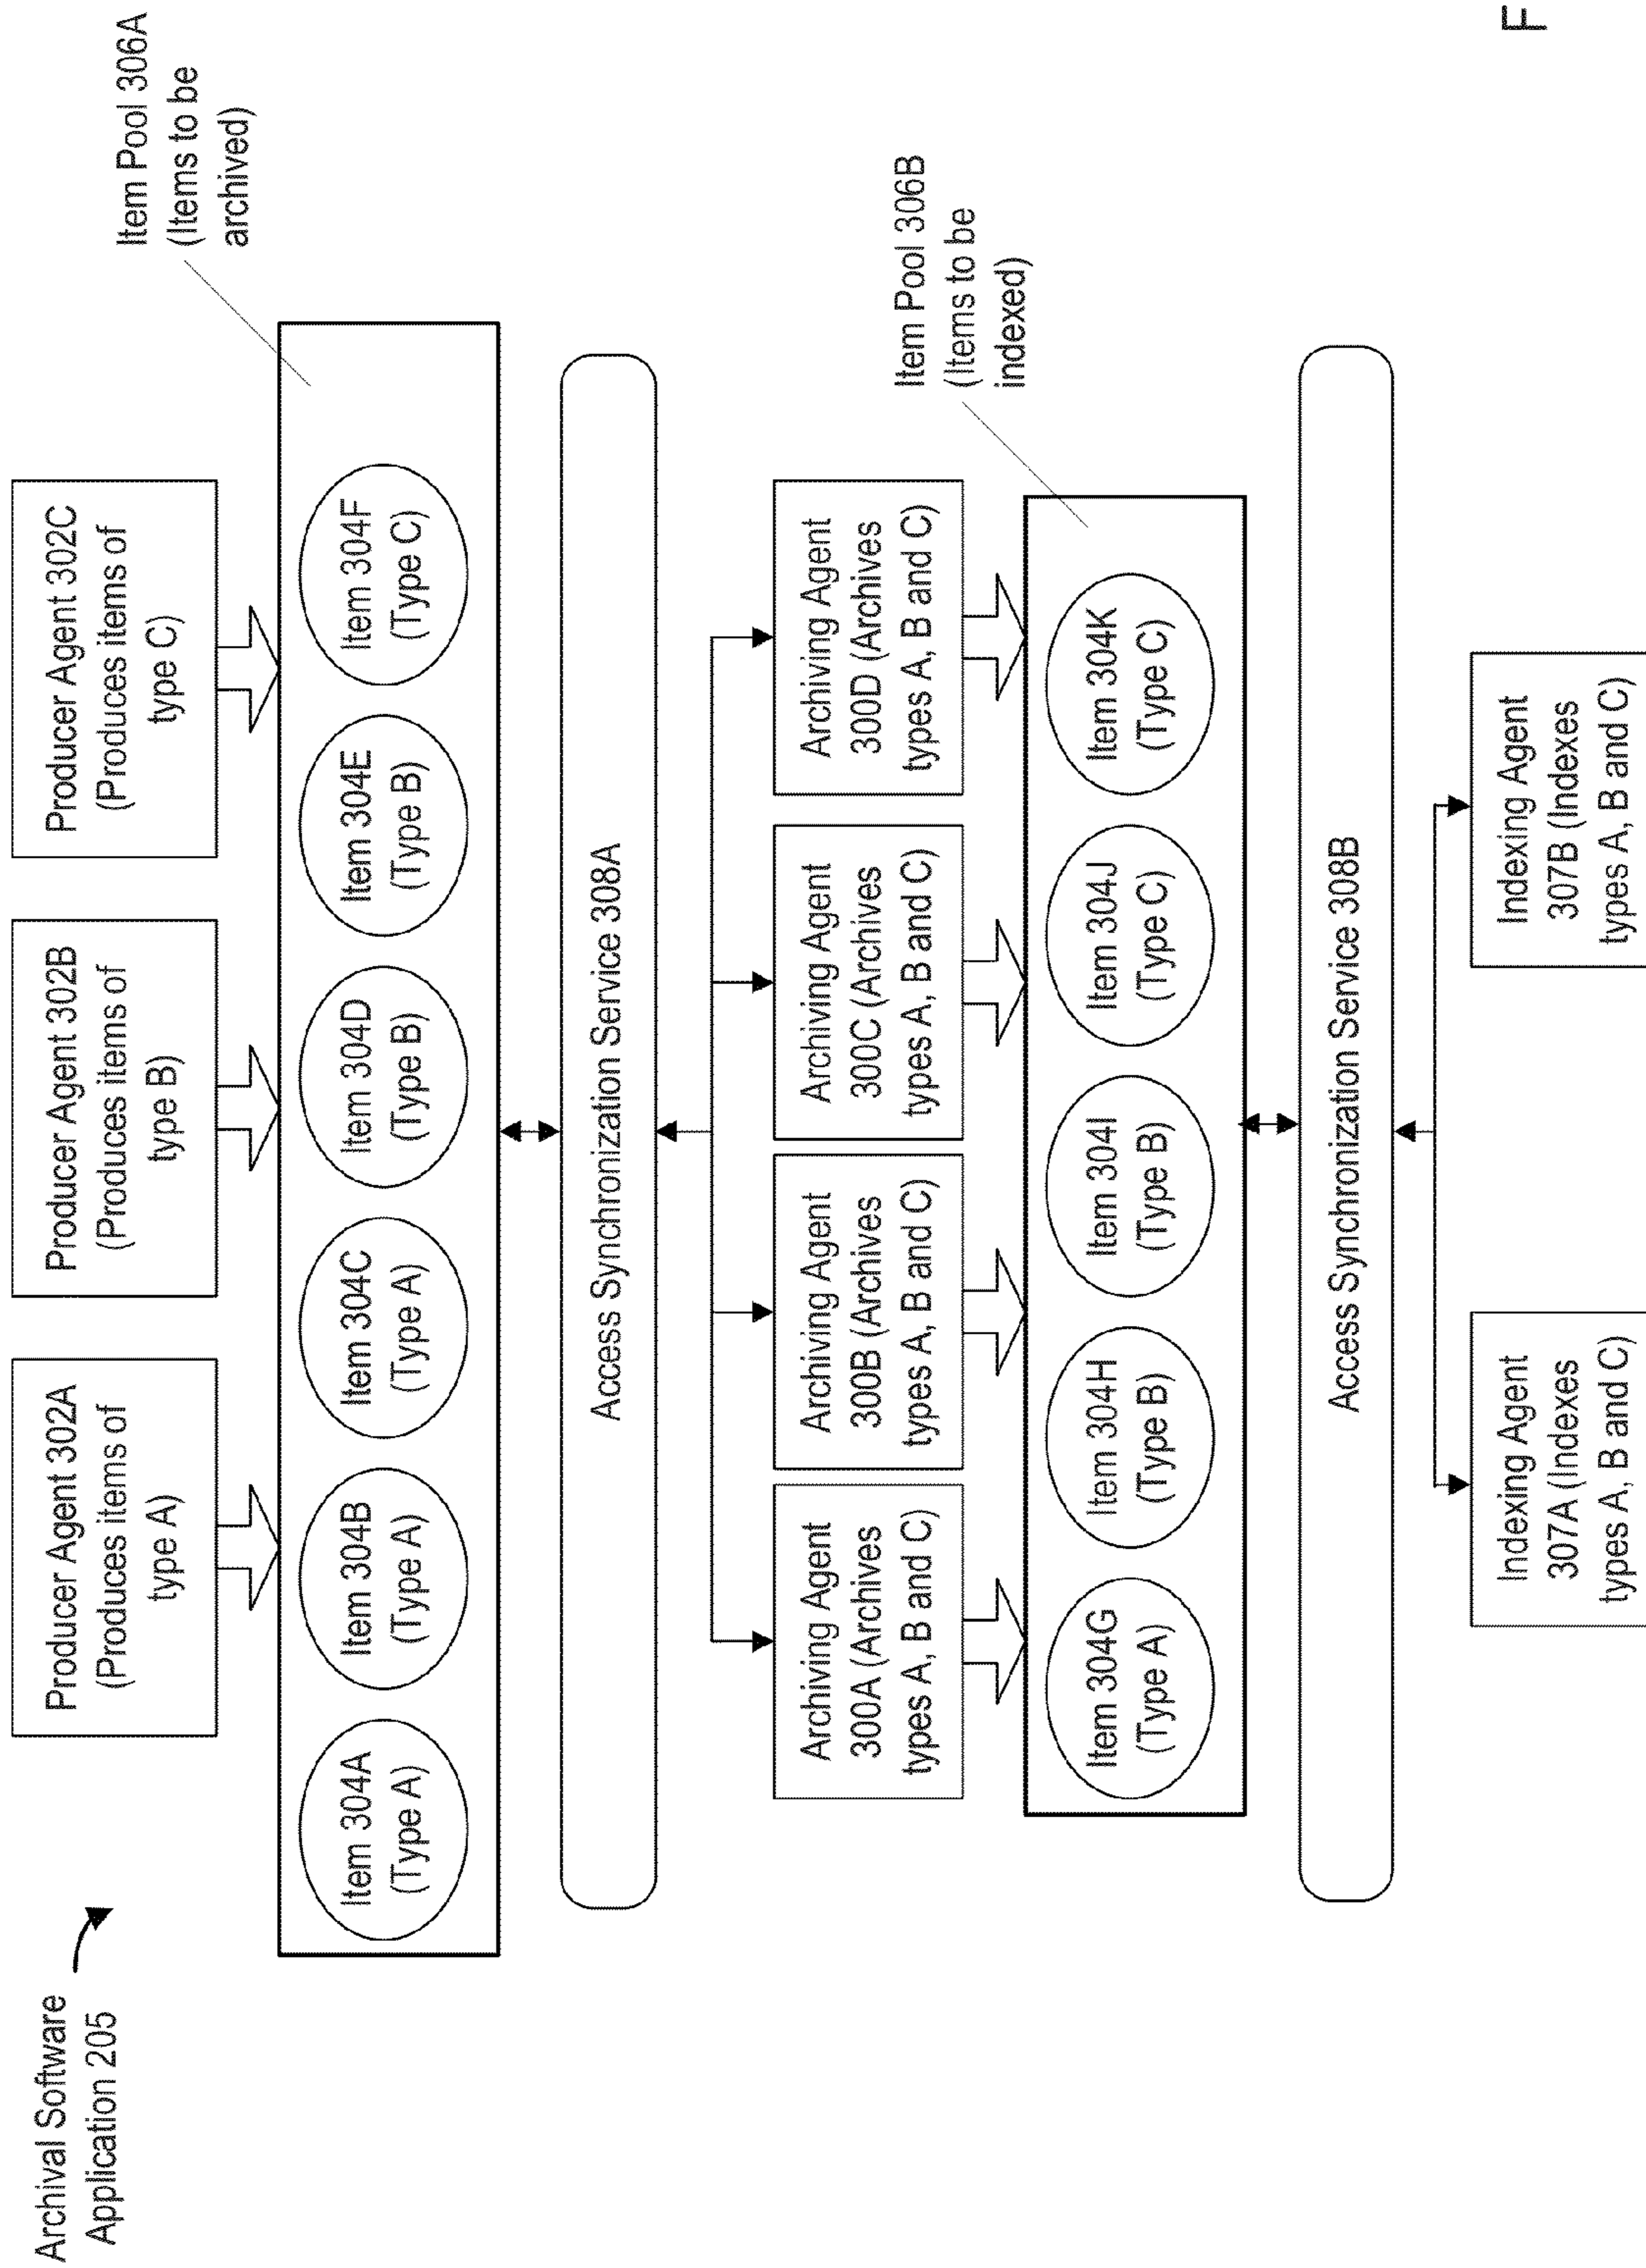 Archival Software
Application 205
Producer Agent 302A
(Produces items of
type A)
Producer Agent 302B
(Produces items of
type B)
Producer Agent 302C
(Produces items of
type C)
Item Pool 306A
(Items to be
archived)
Item 304A
(Type A)
Item 304B
(Type A)
Item 304C
(Type A)
Item 304D
(Type B)
Item 304E
(Type B)
Item 304F
(Type C)
Access Synchronization Service 308A
Archiving Agent
300A (Archives
types A, B and C)
Archiving Agent
300B (Archives
types A, B and C)
Archiving Agent
300C (Archives
types A, B and C)
Archiving Agent
300D (Archives
types A, B and C)
Item Pool 306B
(Items to be
indexed)
Item 304G
(Type A)
Item 304H
(Type B)
Item 304I
(Type B)
Item 304J
(Type C)
Item 304K
(Type C)
Access Synchronization Service 308B
Indexing Agent
307A (Indexes
types A, B and C)
Indexing Agent
307B (Indexes
types A, B and C)
F